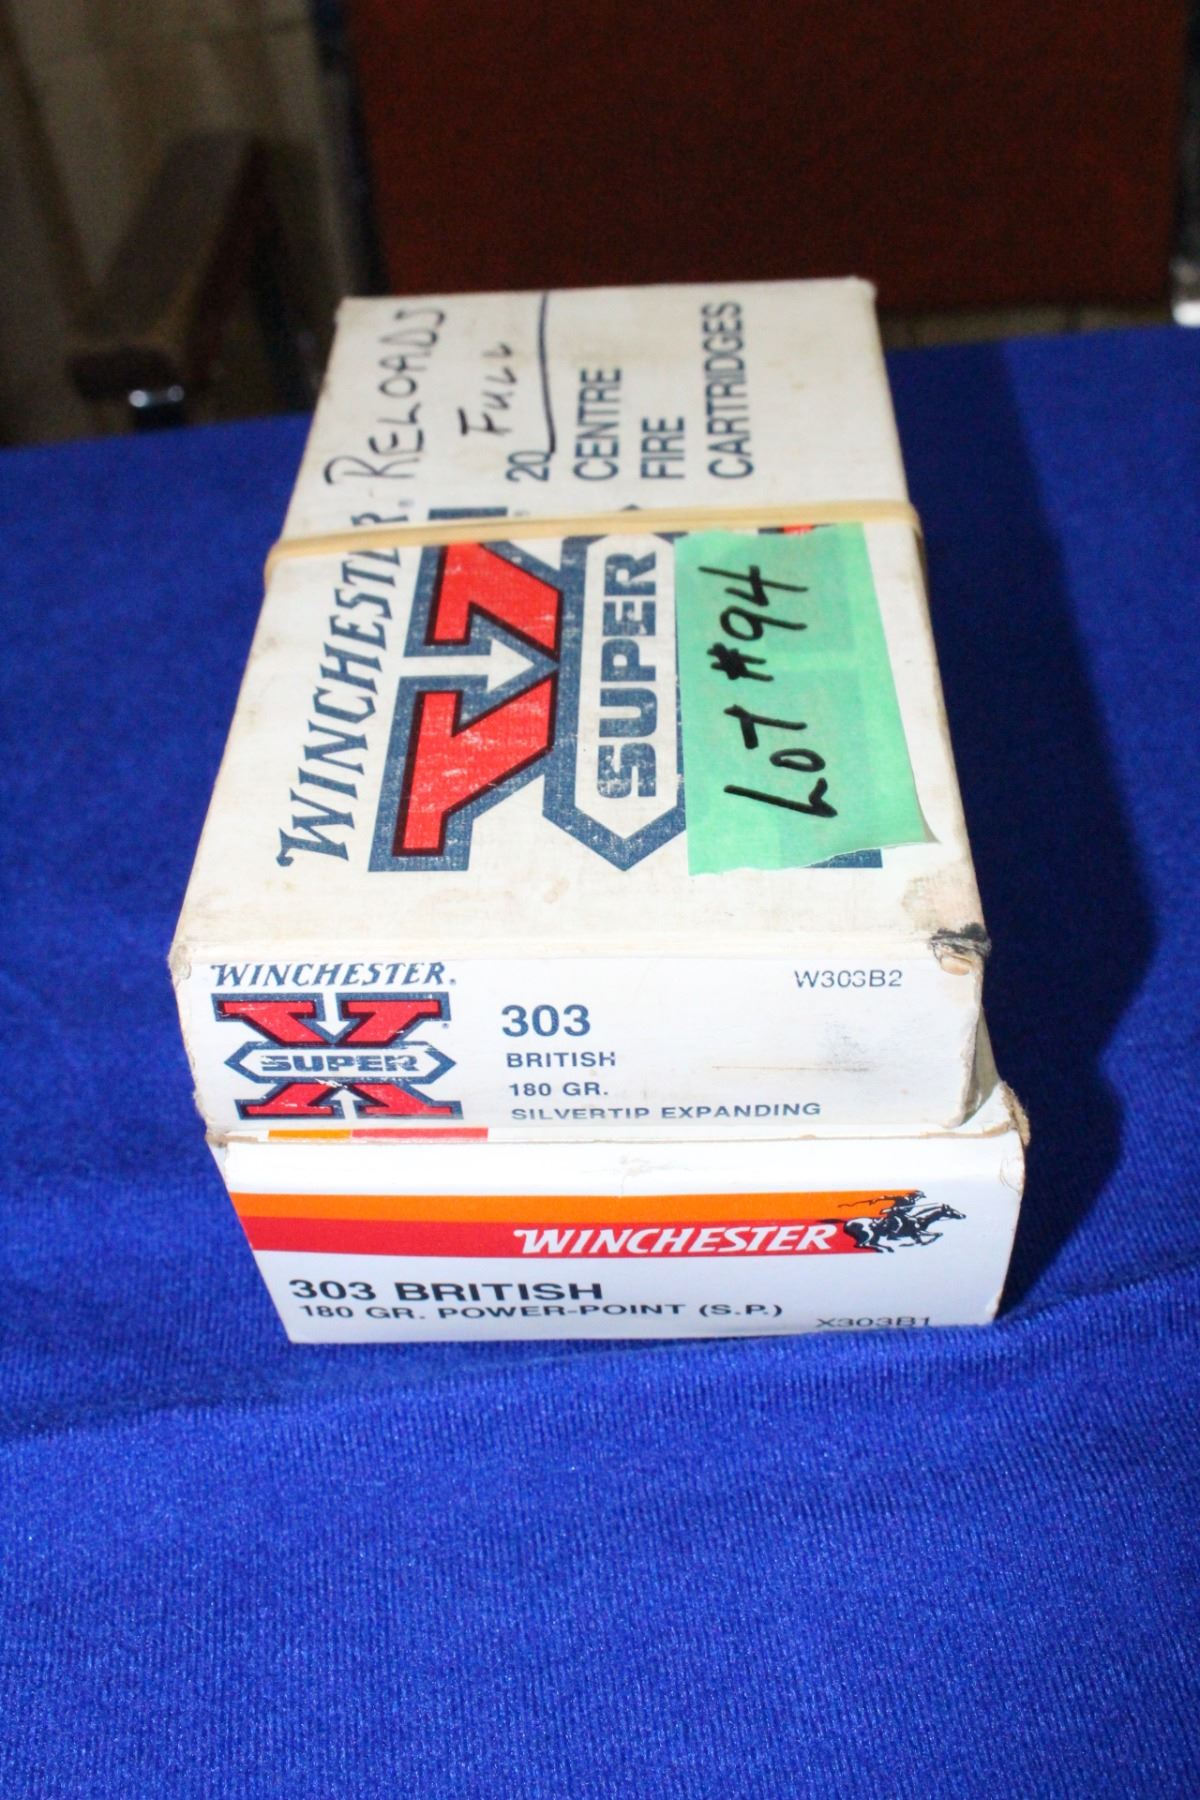 RELOADS
FULL
WINCHESTER®
20
CENTRE
FIRE
CARTRIDGES
SUPER
LOT #94
WINCHESTER®
SUPER
W303B2
303
BRITISH
180 GR.
SILVERTIP EXPANDING
WINCHESTER
303 BRITISH
180 GR. POWER-POINT (S.P.)
X303B1